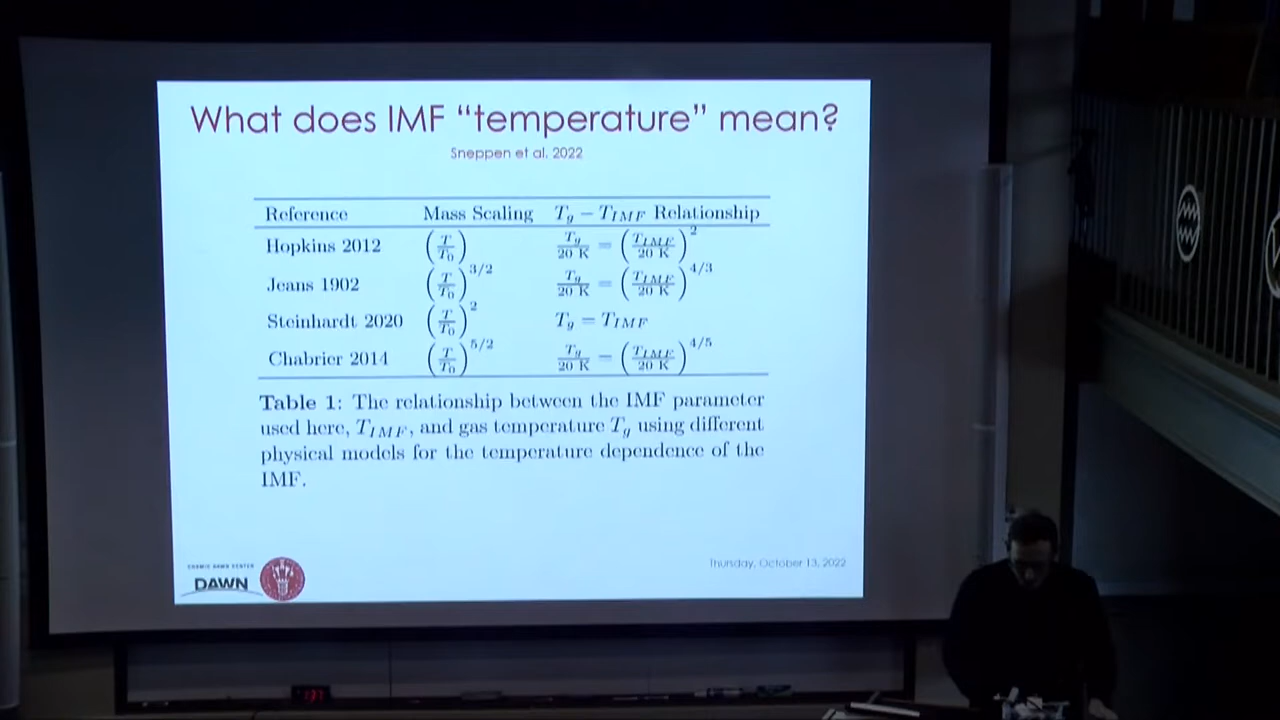 What does IMF “temperature” mean?
Sneppen et al. 2022
Reference Mass Scaling T_g − T_IMF Relationship
Hopkins 2012 (T/T_0) T_g/20 K = (T_IMF/20 K)^2
Jeans 1902 (T/T_0)^3/2 T_g/20 K = (T_IMF/20 K)^4/3
Steinhardt 2020 (T/T_0)^2 T_g = T_IMF
Chabrier 2014 (T/T_0)^5/2 T_g/20 K = (T_IMF/20 K)^4/5
Table 1: The relationship between the IMF parameter
used here, T_IMF, and gas temperature T_g using different
physical models for the temperature dependence of the
IMF.
COSMIC DAWN CENTER
DAWN
Thursday, October 13, 2022